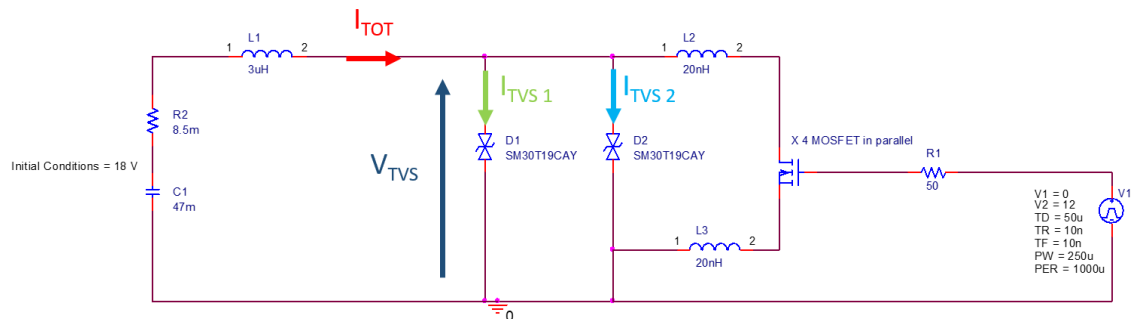 I_TOT
L1
1
2
3uH
L2
1
2
20nH
I_TVS 1
I_TVS 2
R2
8.5m
D1
SM30T19CAY
D2
SM30T19CAY
X 4 MOSFET in parallel
R1
50
Initial Conditions = 18 V
V_TVS
C1
47m
V1
V1 = 0
V2 = 12
TD = 50u
TR = 10n
TF = 10n
PW = 250u
PER = 1000u
L3
1
2
20nH
0